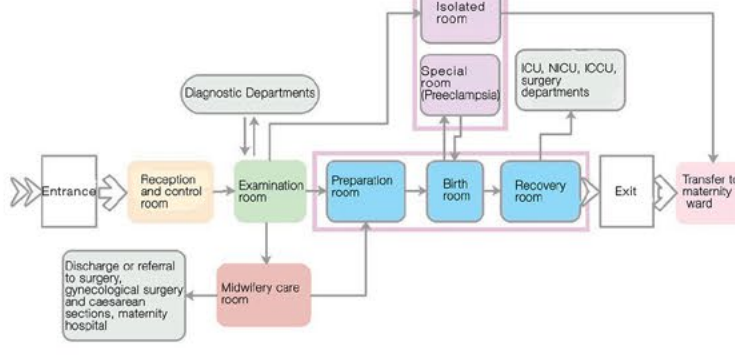 Isolated
room
Special
room
(Preeclampsia)
ICU, NICU, ICCU,
surgery
departments
Diagnostic Departments
Entrance
Reception
and control
room
Examination
room
Preparation
room
Birth
room
Recovery
room
Exit
Transfer to
maternity
ward
Discharge or referral
to surgery,
gynecological surgery
and caesarean
sections, maternity
hospital
Midwifery care
room